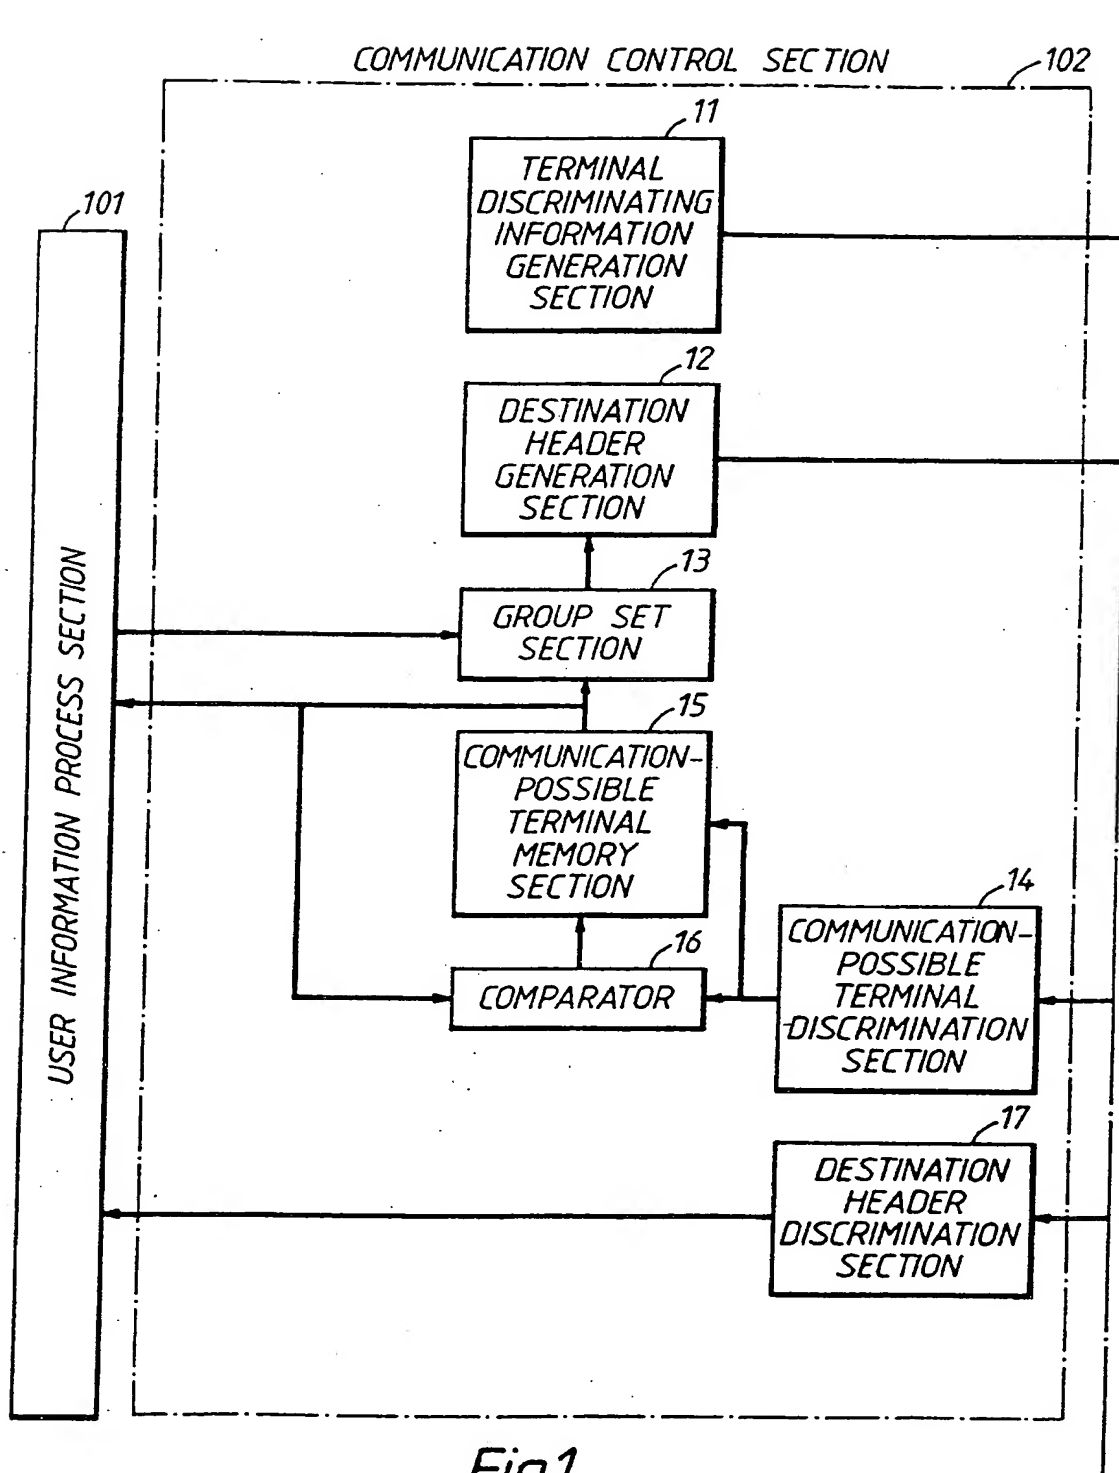 COMMUNICATION CONTROL SECTION
102
11
TERMINAL
DISCRIMINATING
INFORMATION
GENERATION
SECTION
101
USER INFORMATION PROCESS SECTION
12
DESTINATION
HEADER
GENERATION
SECTION
13
GROUP SET
SECTION
15
COMMUNICATION-
POSSIBLE
TERMINAL
MEMORY
SECTION
14
COMMUNICATION-
POSSIBLE
TERMINAL
DISCRIMINATION
SECTION
16
COMPARATOR
17
DESTINATION
HEADER
DISCRIMINATION
SECTION
Fig.1